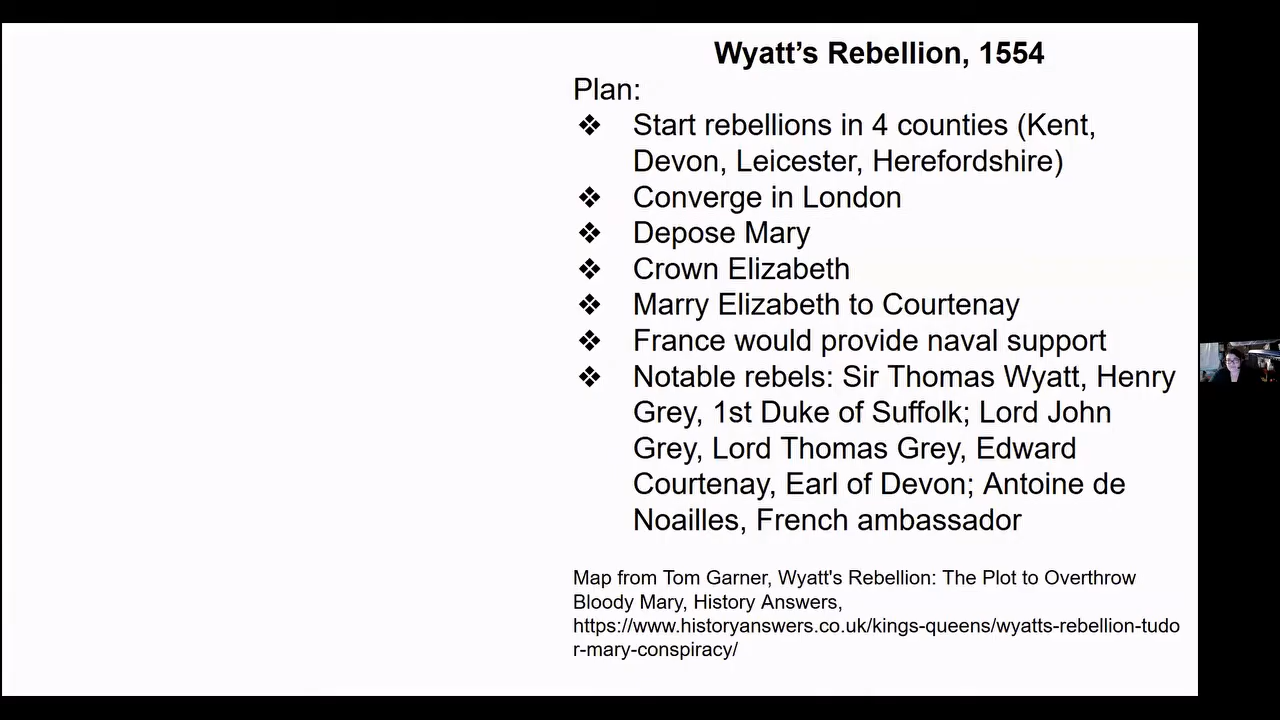 Wyatt’s Rebellion, 1554
Plan:
❖ Start rebellions in 4 counties (Kent,
Devon, Leicester, Herefordshire)
❖ Converge in London
❖ Depose Mary
❖ Crown Elizabeth
❖ Marry Elizabeth to Courtenay
❖ France would provide naval support
❖ Notable rebels: Sir Thomas Wyatt, Henry
Grey, 1st Duke of Suffolk; Lord John
Grey, Lord Thomas Grey, Edward
Courtenay, Earl of Devon; Antoine de
Noailles, French ambassador
Map from Tom Garner, Wyatt's Rebellion: The Plot to Overthrow
Bloody Mary, History Answers,
https://www.historyanswers.co.uk/kings-queens/wyatts-rebellion-tudo
r-mary-conspiracy/